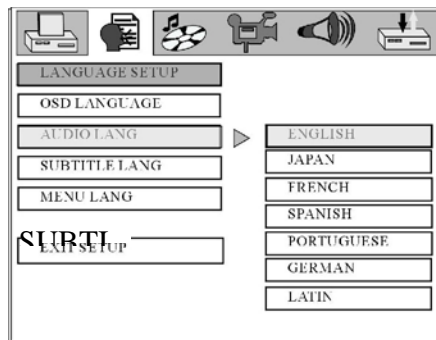 LANGUAGE SETUP
OSD LANGUAGE
AUDIO LANG
SUBTITLE LANG
MENU LANG
SUBTI
EXIT SETUP
ENGLISH
JAPAN
FRENCH
SPANISH
PORTUGUESE
GERMAN
LATIN